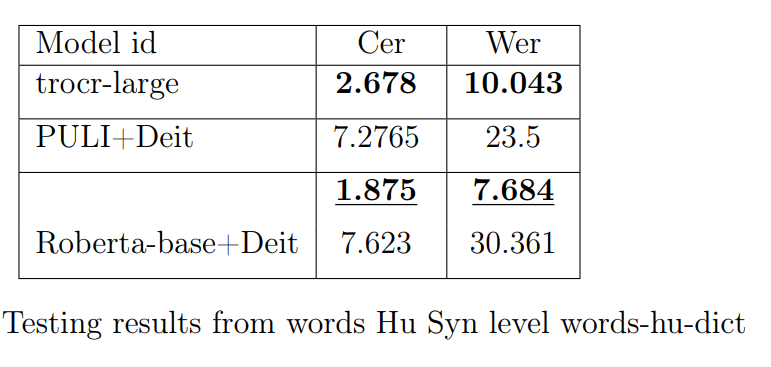 Model id Cer Wer
trocr-large 2.678 10.043
PULI+Deit 7.2765 23.5
1.875 7.684
Roberta-base+Deit 7.623 30.361
Testing results from words Hu Syn level words-hu-dict